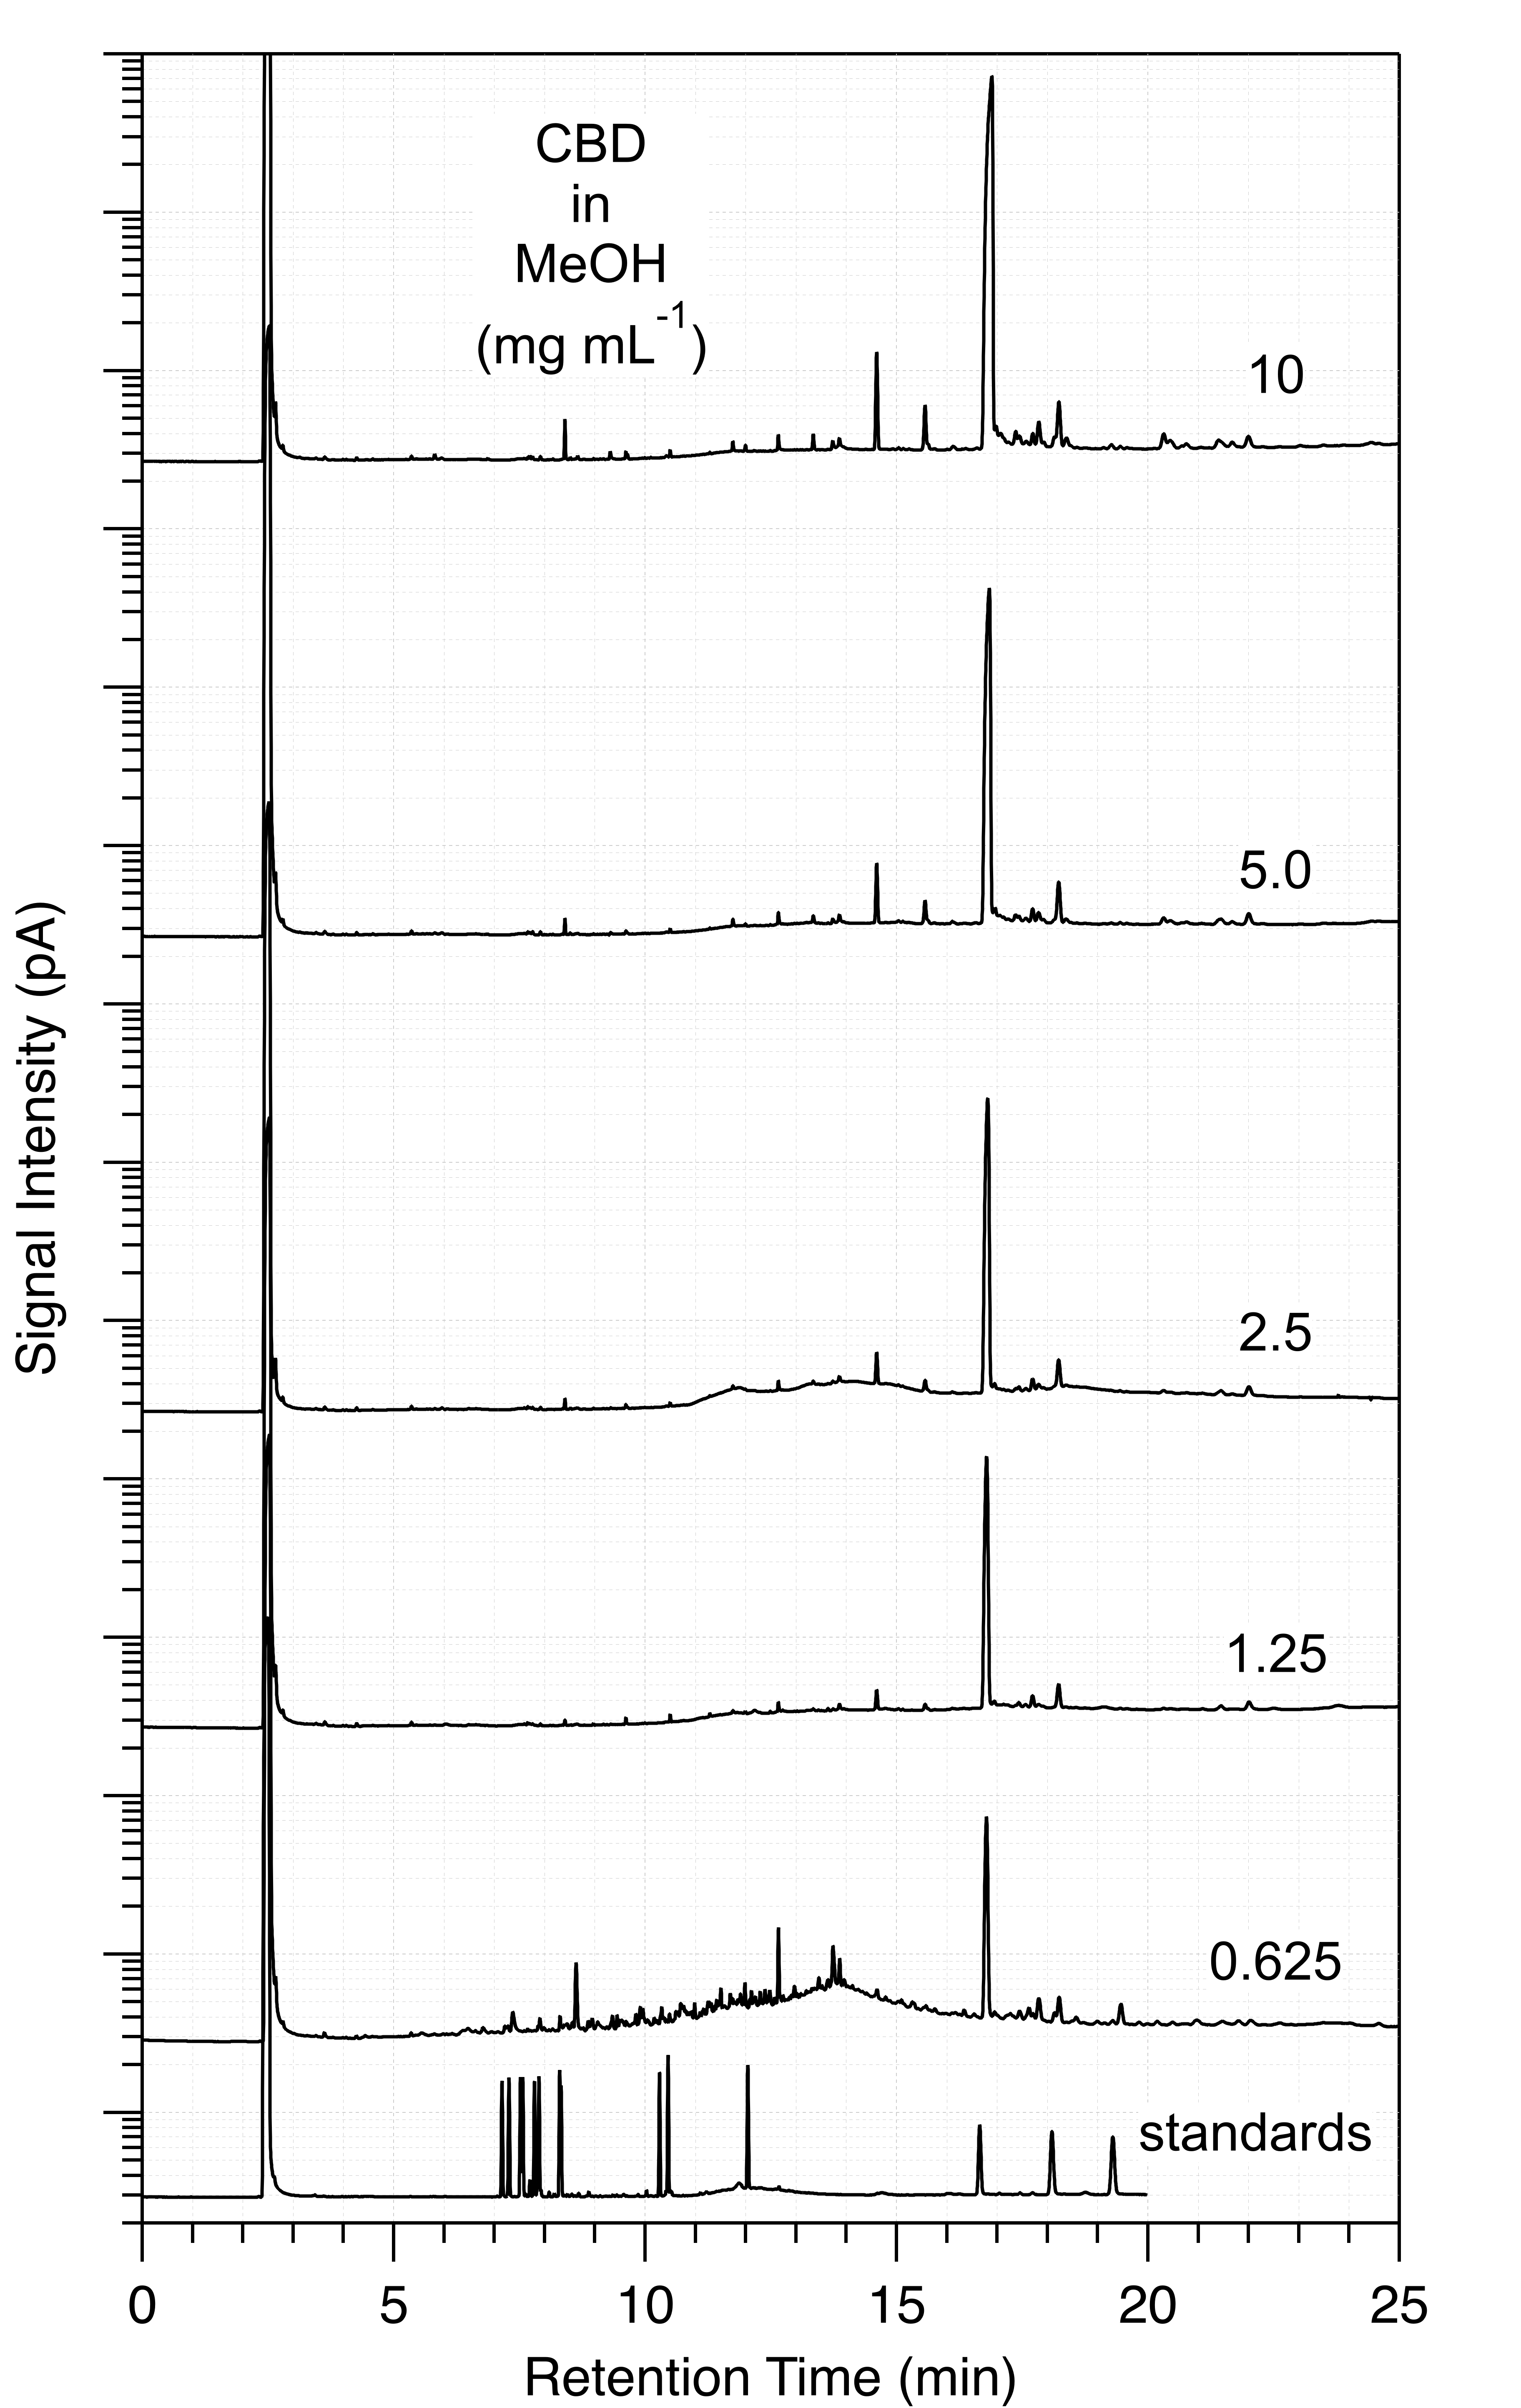 CBD
in
MeOH
(mg mL-1)
10
5.0
2.5
1.25
0.625
standards
Signal Intensity (pA)
0 5 10 15 20 25
Retention Time (min)